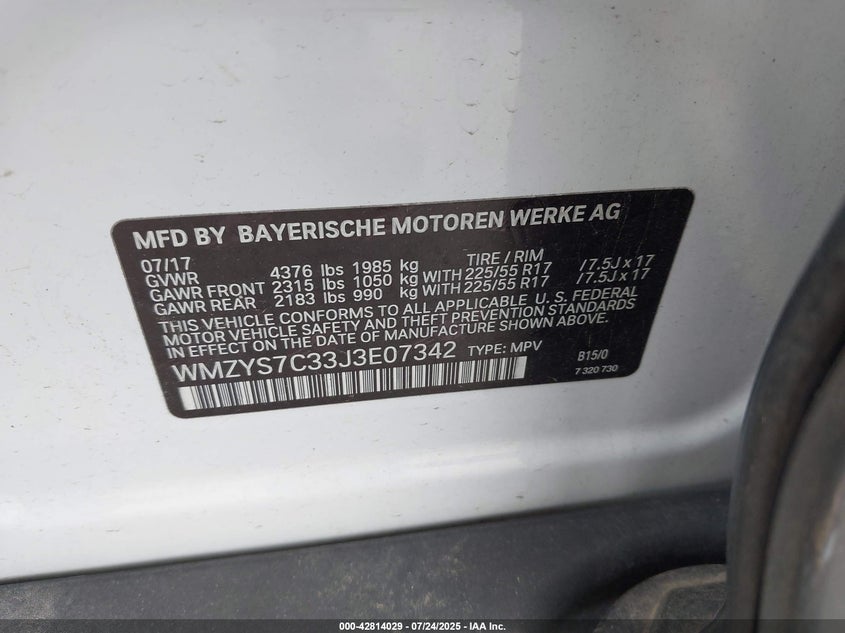 MFD BY BAYERISCHE MOTOREN WERKE AG
07/17 TIRE / RIM
GVWR 4376 lbs 1985 kg
GAWR FRONT 2315 lbs 1050 kg WITH 225/55 R17 /7.5J x 17
GAWR REAR 2183 lbs 990 kg WITH 225/55 R17 /7.5J x 17
THIS VEHICLE CONFORMS TO ALL APPLICABLE U. S. FEDERAL
MOTOR VEHICLE SAFETY AND THEFT PREVENTION STANDARDS
IN EFFECT ON THE DATE OF MANUFACTURE SHOWN ABOVE.
WMZYS7C33J3E07342 TYPE: MPV B15/0
7 320 730
000-42814029 - 07/24/2025 - IAA Inc.